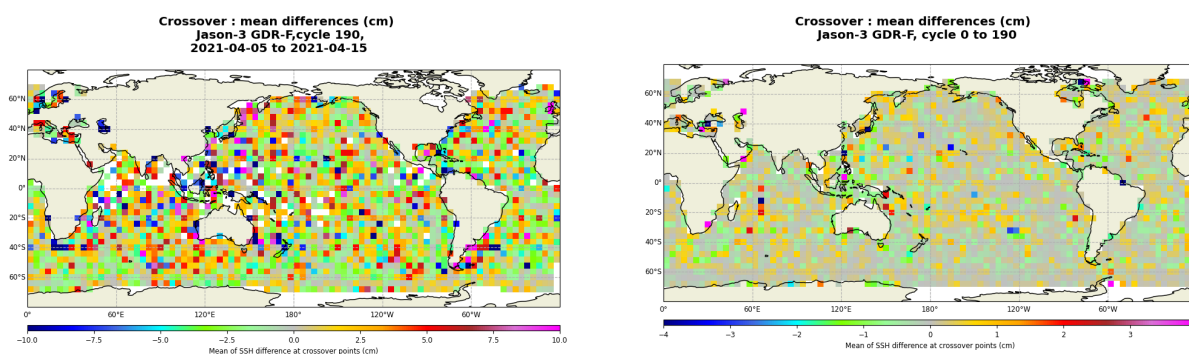 Crossover : mean differences (cm)
Jason-3 GDR-F,cycle 190,
2021-04-05 to 2021-04-15
60°N
40°N
20°N
0°
20°S
40°S
60°S
0° 60°E 120°E 180° 120°W 60°W
−10.0 −7.5 −5.0 −2.5 0.0 2.5 5.0 7.5 10.0
Mean of SSH difference at crossover points (cm)
Crossover : mean differences (cm)
Jason-3 GDR-F, cycle 0 to 190
60°N
40°N
20°N
0°
20°S
40°S
60°S
0° 60°E 120°E 180° 120°W 60°W
−4 −3 −2 −1 0 1 2 3
Mean of SSH difference at crossover points (cm)